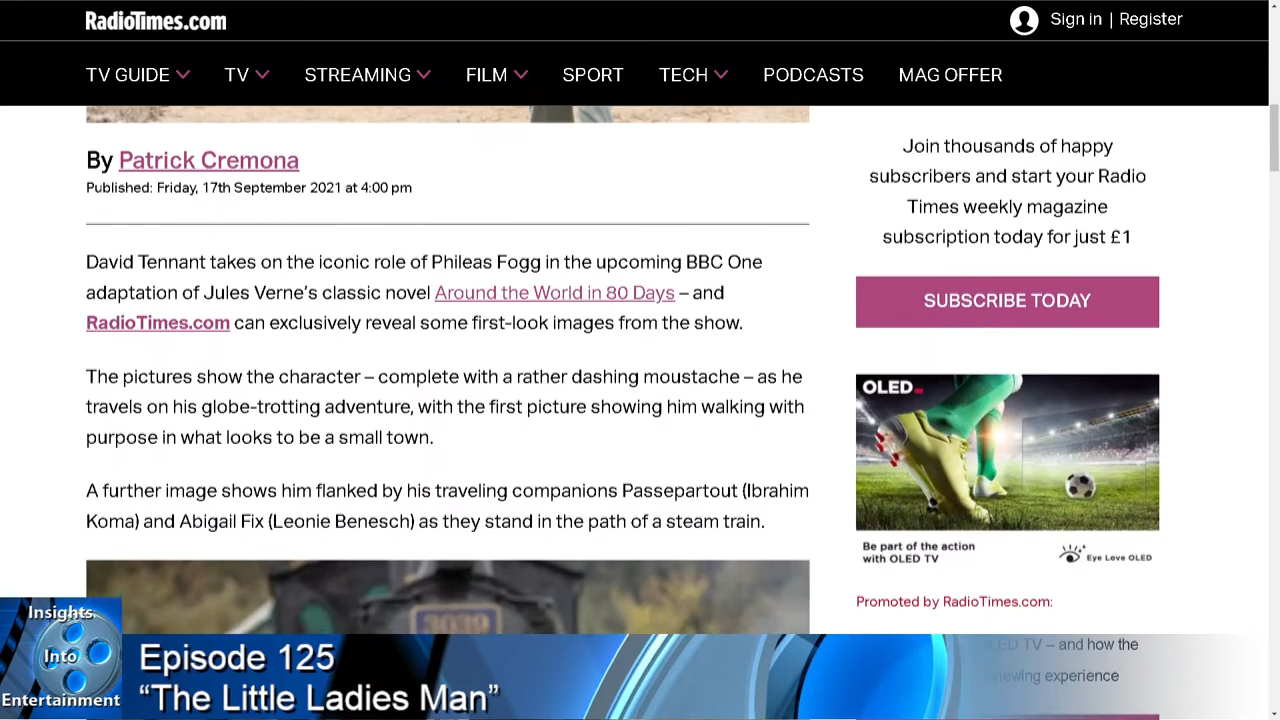 RadioTimes.com
Sign in | Register
TV GUIDE TV STREAMING FILM SPORT TECH PODCASTS MAG OFFER
By Patrick Cremona
Published: Friday, 17th September 2021 at 4:00 pm
David Tennant takes on the iconic role of Phileas Fogg in the upcoming BBC One
adaptation of Jules Verne’s classic novel Around the World in 80 Days – and
RadioTimes.com can exclusively reveal some first-look images from the show.
The pictures show the character – complete with a rather dashing moustache – as he
travels on his globe-trotting adventure, with the first picture showing him walking with
purpose in what looks to be a small town.
A further image shows him flanked by his traveling companions Passepartout (Ibrahim
Koma) and Abigail Fix (Leonie Benesch) as they stand in the path of a steam train.
3039
Join thousands of happy
subscribers and start your Radio
Times weekly magazine
subscription today for just £1
SUBSCRIBE TODAY
OLED
Be part of the action
with OLED TV
Eye Love OLED
Promoted by RadioTimes.com:
OLED TV – and how the
viewing experience
Insights
Into
Entertainment
Episode 125
“The Little Ladies Man”